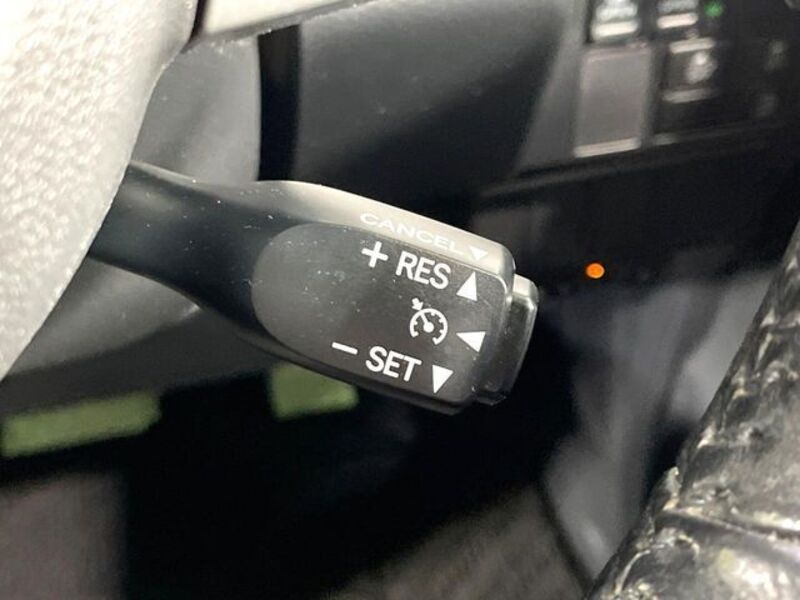 CANCEL
+ RES
- SET